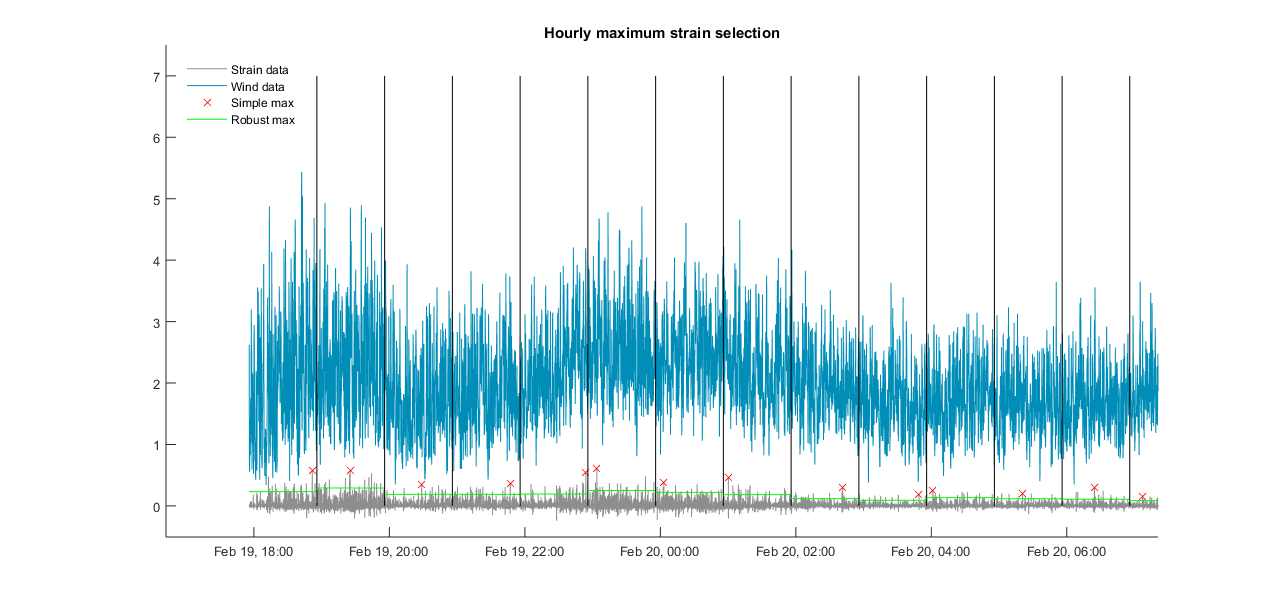 Hourly maximum strain selection
Strain data
Wind data
Simple max
Robust max
7
6
5
4
3
2
1
0
Feb 19, 18:00
Feb 19, 20:00
Feb 19, 22:00
Feb 20, 00:00
Feb 20, 02:00
Feb 20, 04:00
Feb 20, 06:00